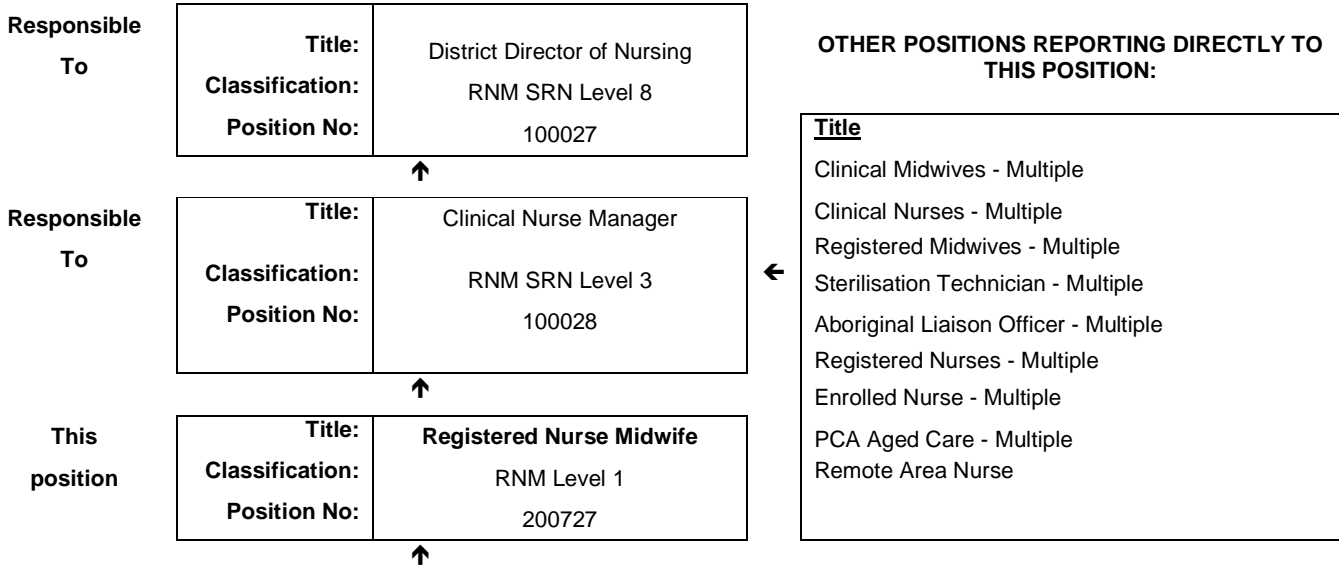 Responsible
To
Title: District Director of Nursing
Classification: RNM SRN Level 8
Position No: 100027
↑
Responsible
To
Title: Clinical Nurse Manager
Classification: RNM SRN Level 3
Position No: 100028
↑
This
position
Title: Registered Nurse Midwife
Classification: RNM Level 1
Position No: 200727
↑
OTHER POSITIONS REPORTING DIRECTLY TO
THIS POSITION:
←
Title
Clinical Midwives - Multiple
Clinical Nurses - Multiple
Registered Midwives - Multiple
Sterilisation Technician - Multiple
Aboriginal Liaison Officer - Multiple
Registered Nurses - Multiple
Enrolled Nurse - Multiple
PCA Aged Care - Multiple
Remote Area Nurse